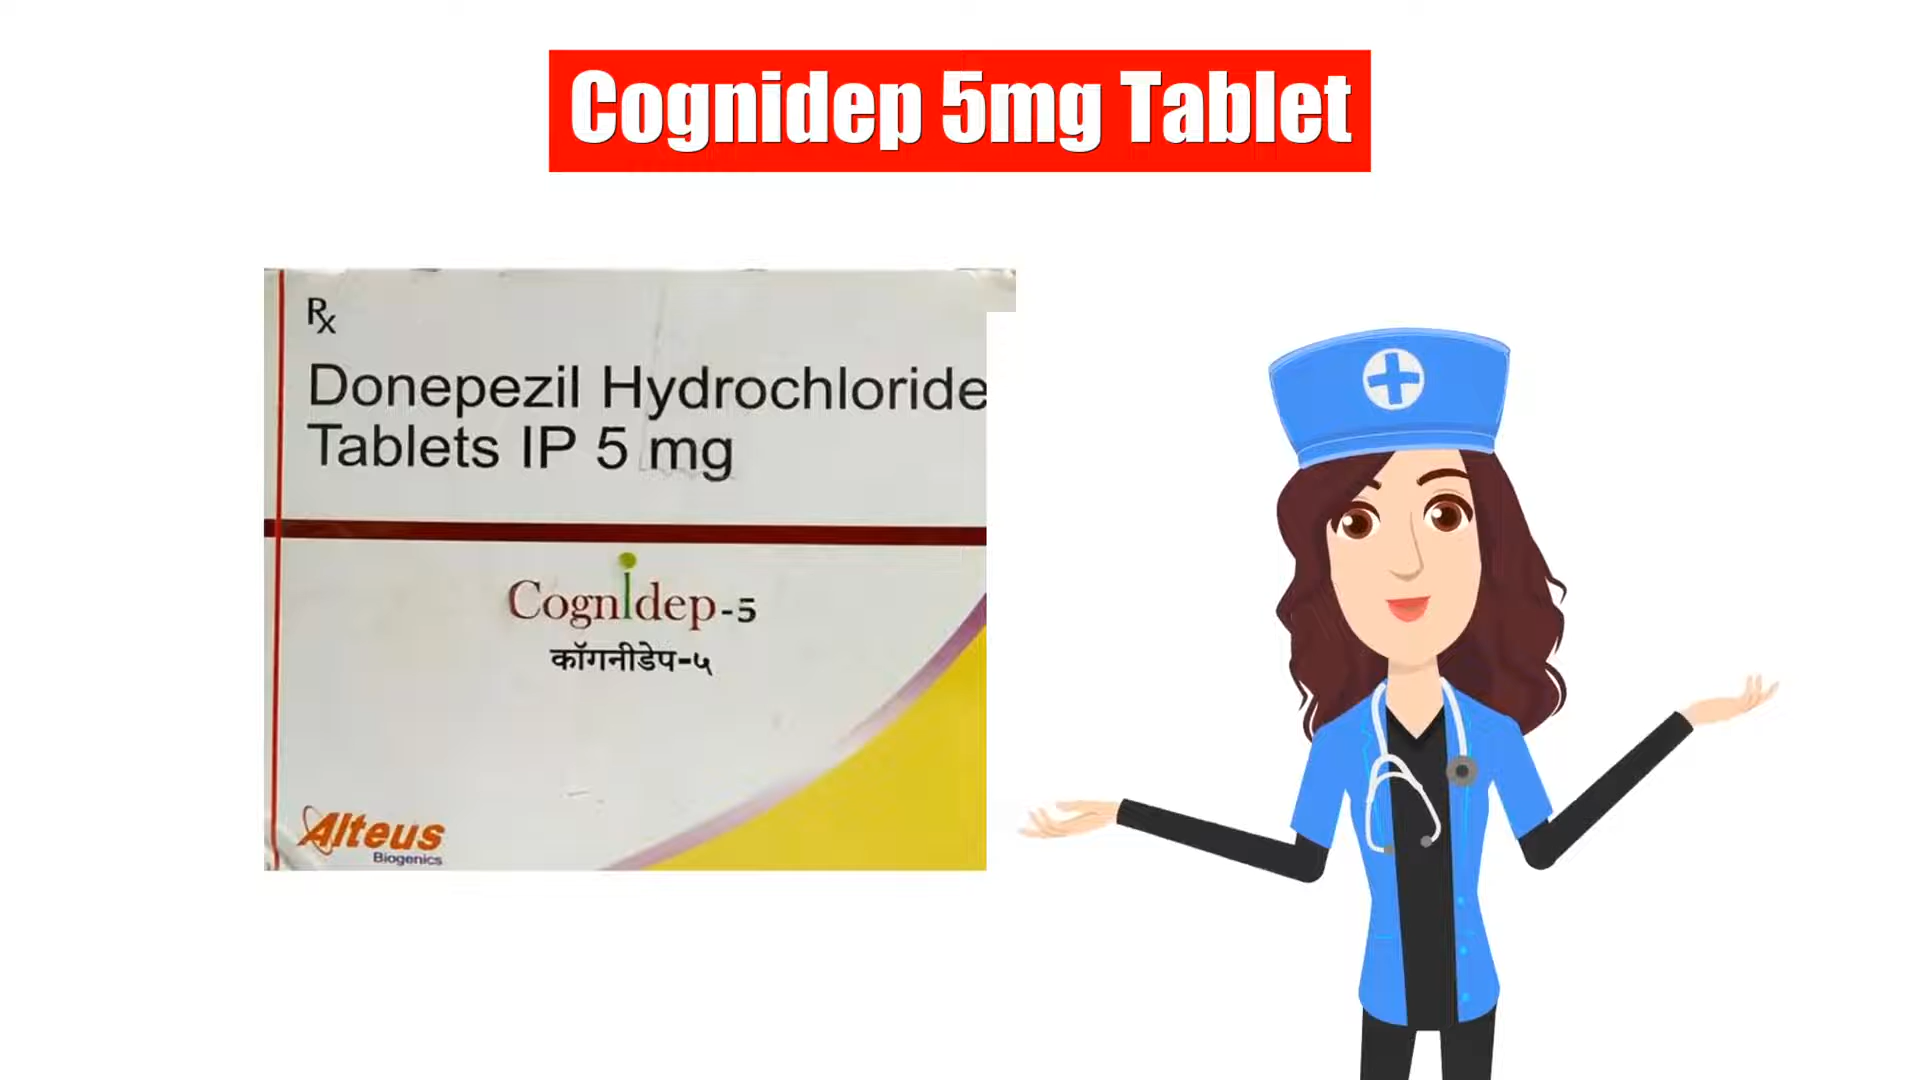 Cognidep 5mg Tablet
Rx
Donepezil Hydrochloride
Tablets IP 5 mg
Cognidep-5
कॉगनीडेप-५
Alteus
Biogenics